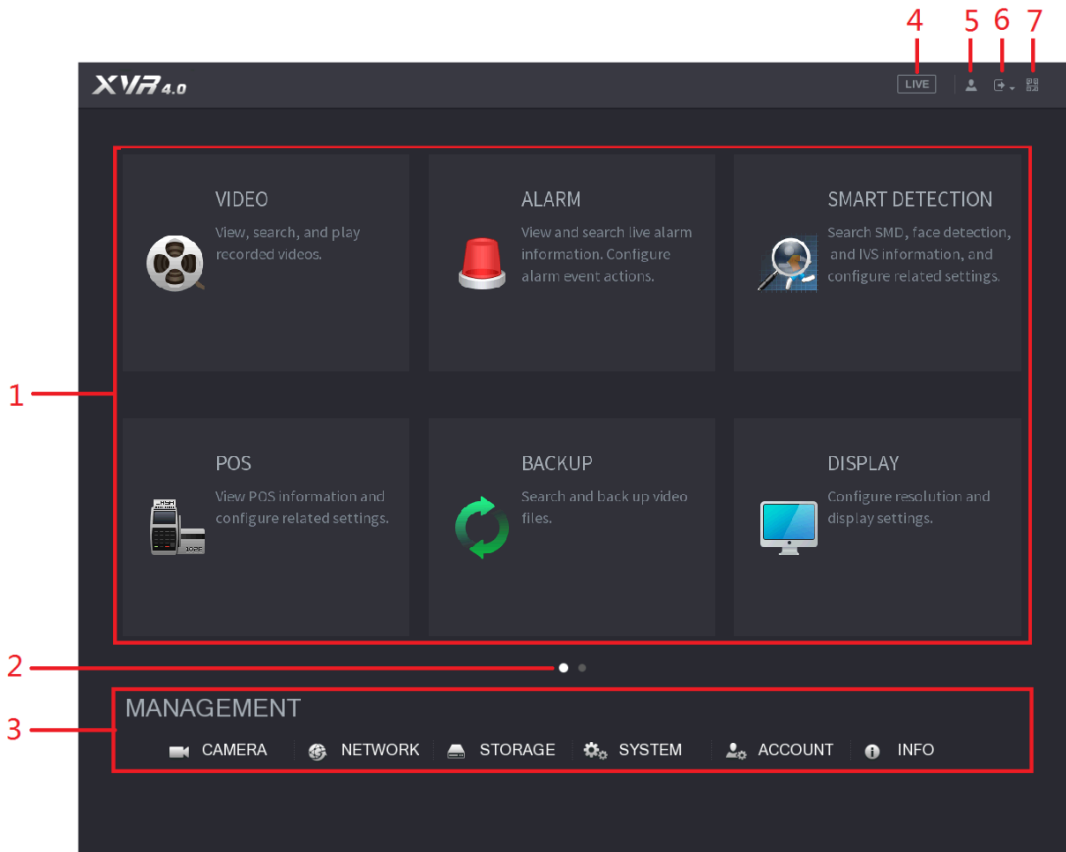 4 5 6 7
XVR 4.0
LIVE
VIDEO
View, search, and play
recorded videos.
ALARM
View and search live alarm
information. Configure
alarm event actions.
SMART DETECTION
Search SMD, face detection,
and IVS information, and
configure related settings.
1
POS
View POS information and
configure related settings.
BACKUP
Search and back up video
files.
DISPLAY
Configure resolution and
display settings.
2
3
MANAGEMENT
CAMERA NETWORK STORAGE SYSTEM ACCOUNT INFO